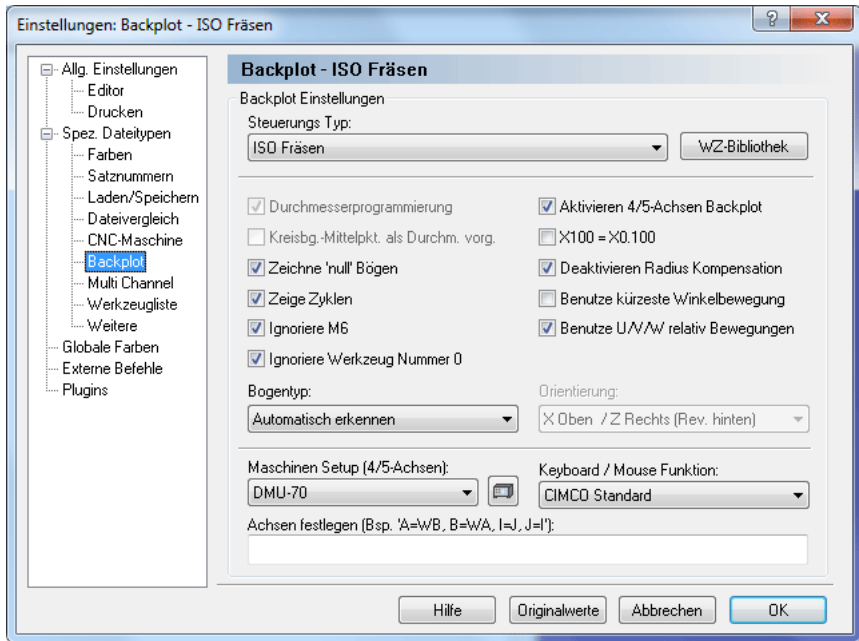 Einstellungen: Backplot - ISO Fräsen
Allg. Einstellungen
Editor
Drucken
Spez. Dateitypen
Farben
Satznummern
Laden/Speichern
Dateivergleich
CNC-Maschine
Backplot
Multi Channel
Werkzeugliste
Weitere
Globale Farben
Externe Befehle
Plugins
Backplot - ISO Fräsen
Backplot Einstellungen
Steuerungs Typ:
ISO Fräsen
WZ-Bibliothek
Durchmesserprogrammierung
Kreisbg.-Mittelpkt. als Durchm. vorg.
Zeichne 'null' Bögen
Zeige Zyklen
Ignoriere M6
Ignoriere Werkzeug Nummer 0
Aktivieren 4/5-Achsen Backplot
X100 = X0.100
Deaktivieren Radius Kompensation
Benutze kürzeste Winkelbewegung
Benutze U/V/W relativ Bewegungen
Bogentyp:
Automatisch erkennen
Orientierung:
X Oben / Z Rechts (Rev. hinten)
Maschinen Setup (4/5-Achsen):
DMU-70
Keyboard / Mouse Funktion:
CIMCO Standard
Achsen festlegen (Bsp. 'A=WB, B=WA, I=J, J=I'):
Hilfe
Originalwerte
Abbrechen
OK